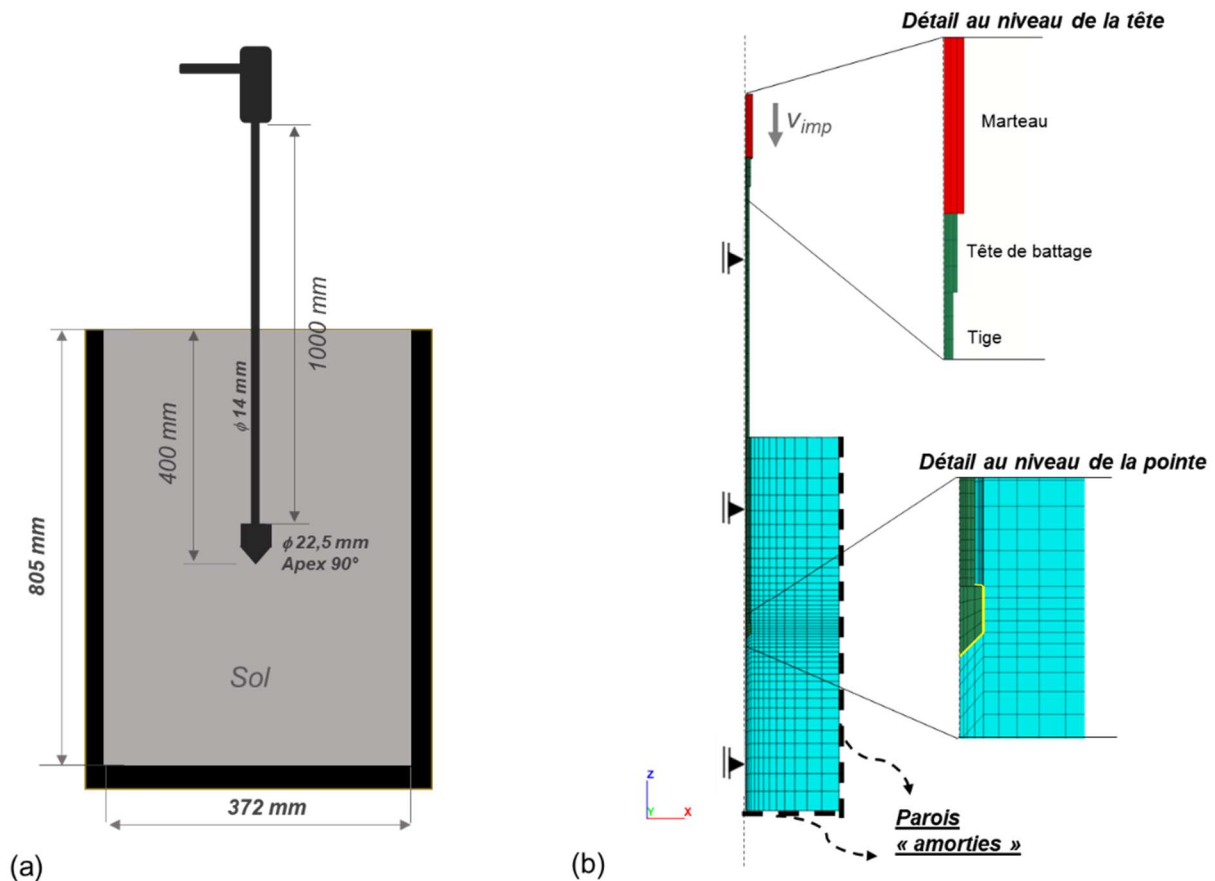 1000 mm
ϕ 14 mm
400 mm
805 mm
ϕ 22,5 mm
Apex 90°
Sol
372 mm
(a)
Détail au niveau de la tête
v_imp
Marteau
Tête de battage
Tige
Détail au niveau de la pointe
Z
Y
X
Parois
« amorties »
(b)